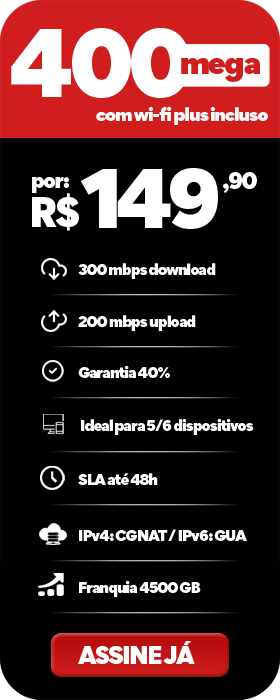 400 mega
com wi-fi plus incluso
por:
R$ 149,90
300 mbps download
200 mbps upload
Garantia 40%
Ideal para 5/6 dispositivos
SLA até 48h
IPv4: CGNAT / IPv6: GUA
Franquia 4500 GB
ASSINE JÁ